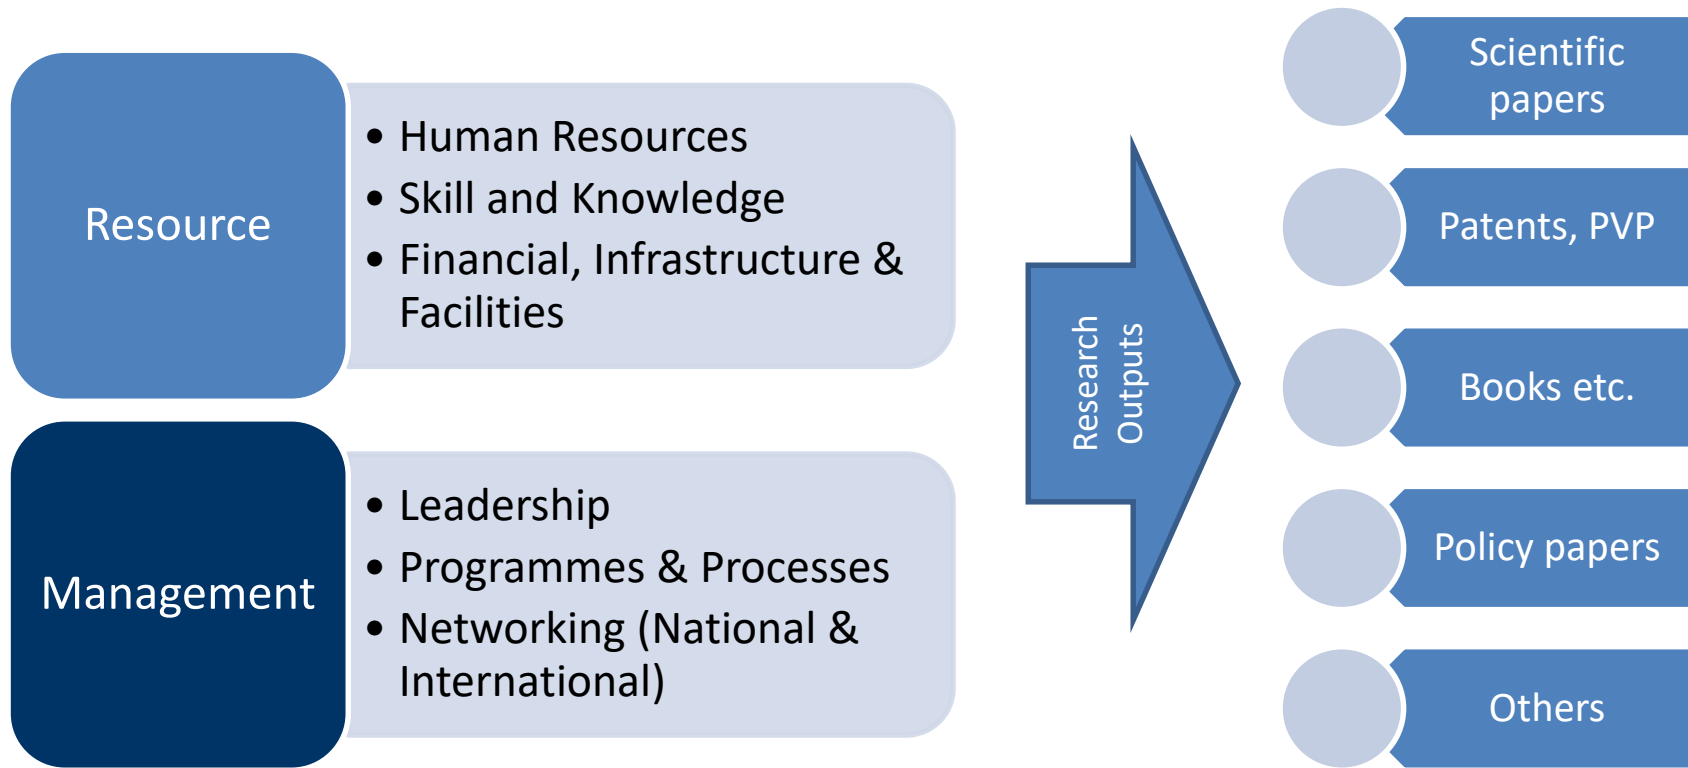 Resource
• Human Resources
• Skill and Knowledge
• Financial, Infrastructure &
Facilities
Management
• Leadership
• Programmes & Processes
• Networking (National &
International)
Research
Outputs
Scientific
papers
Patents, PVP
Books etc.
Policy papers
Others